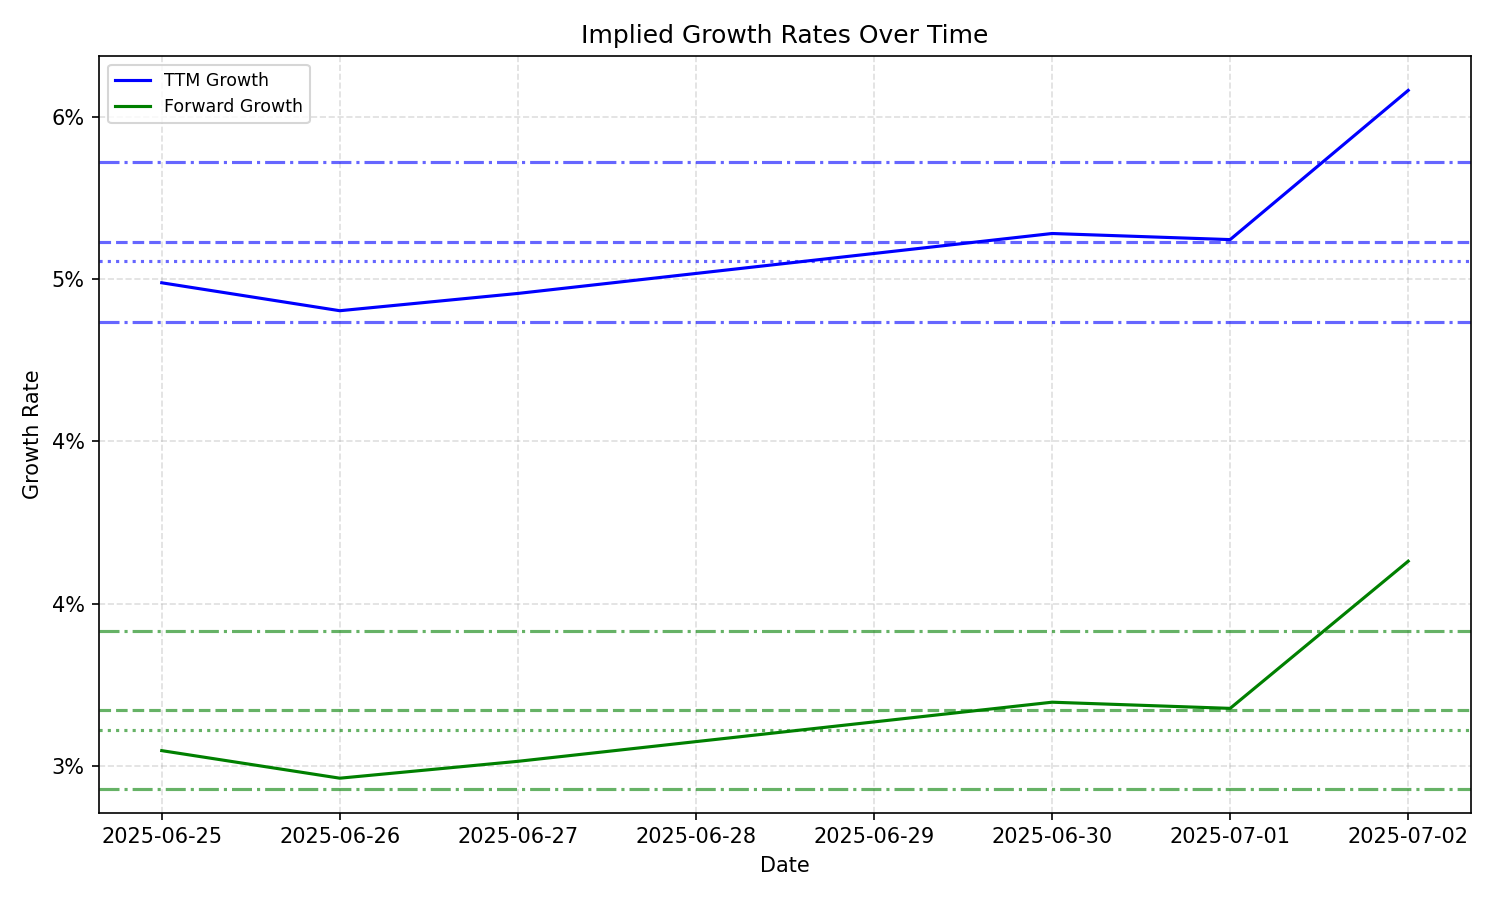 Implied Growth Rates Over Time
TTM Growth
Forward Growth
6%
5%
4%
4%
3%
Growth Rate
2025-06-25
2025-06-26
2025-06-27
2025-06-28
2025-06-29
2025-06-30
2025-07-01
2025-07-02
Date